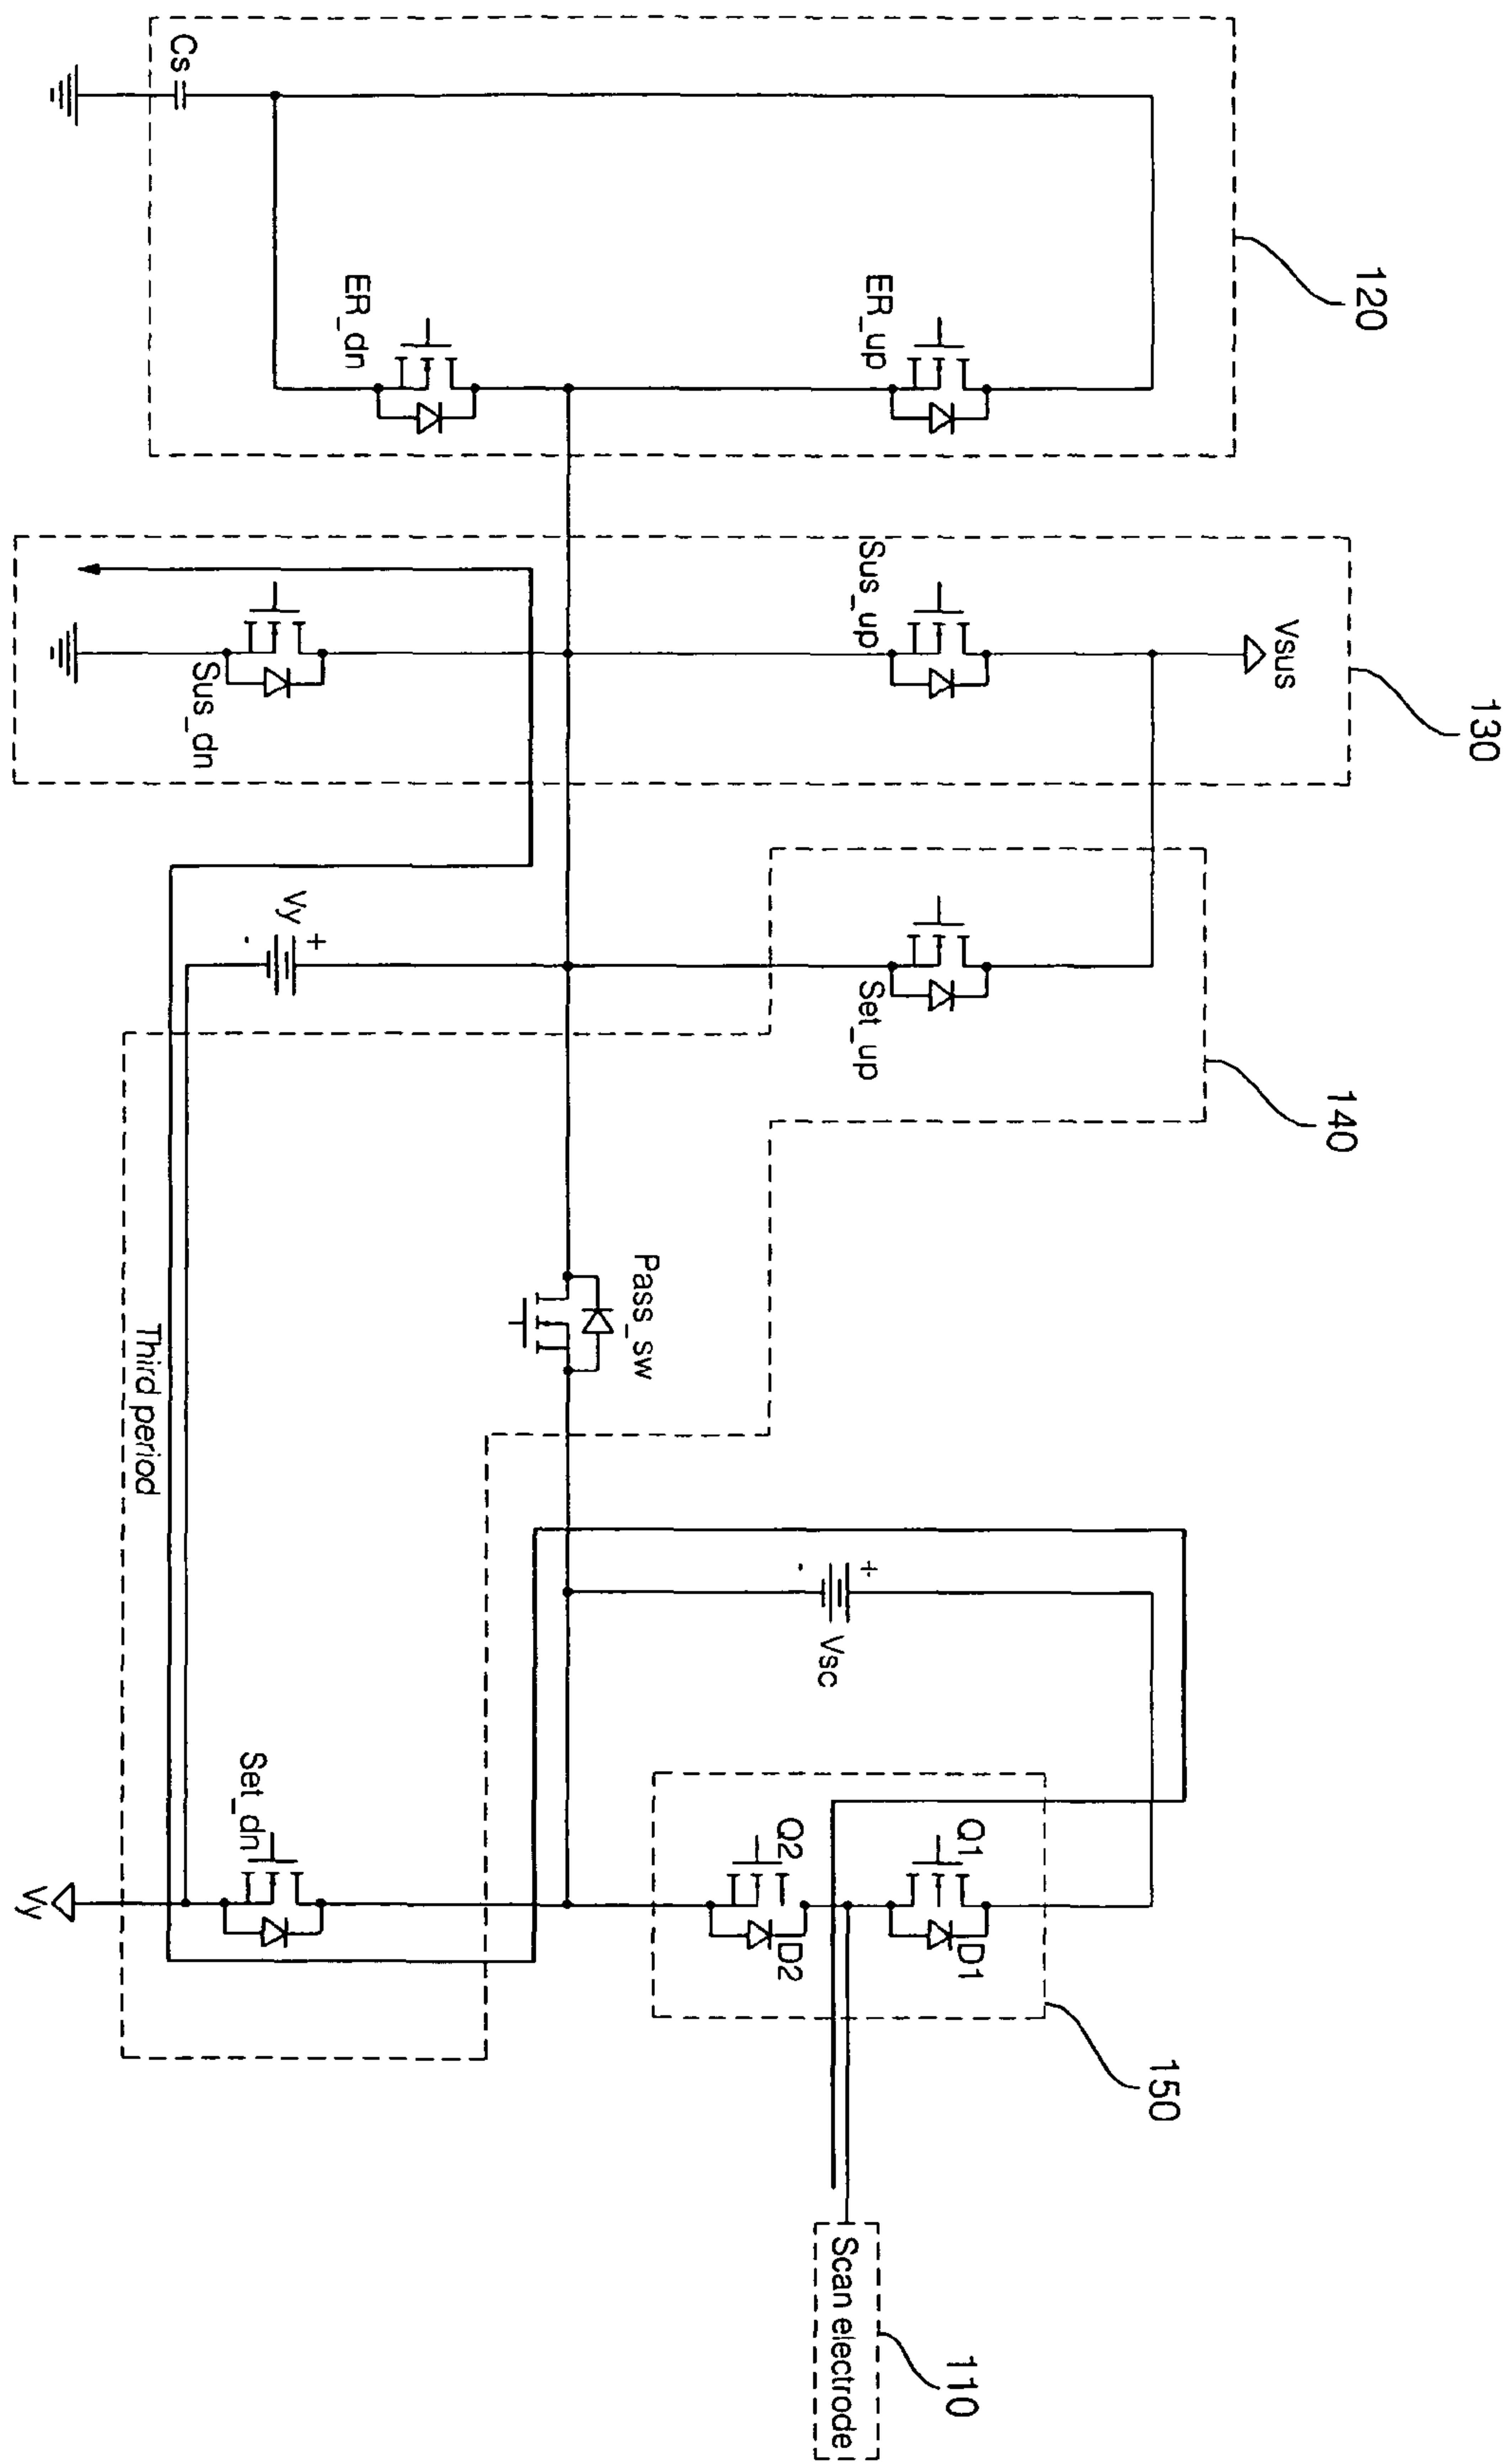 120
Cs
ER_up
ER_dn
130
Vsus
Sus_up
Sus_dn
140
Set_up
+
Vy
-
Pass_sw
Third period
+
-
Vsc
150
Q1
D1
Q2
D2
Set_dn
Vy
110
Scan electrode